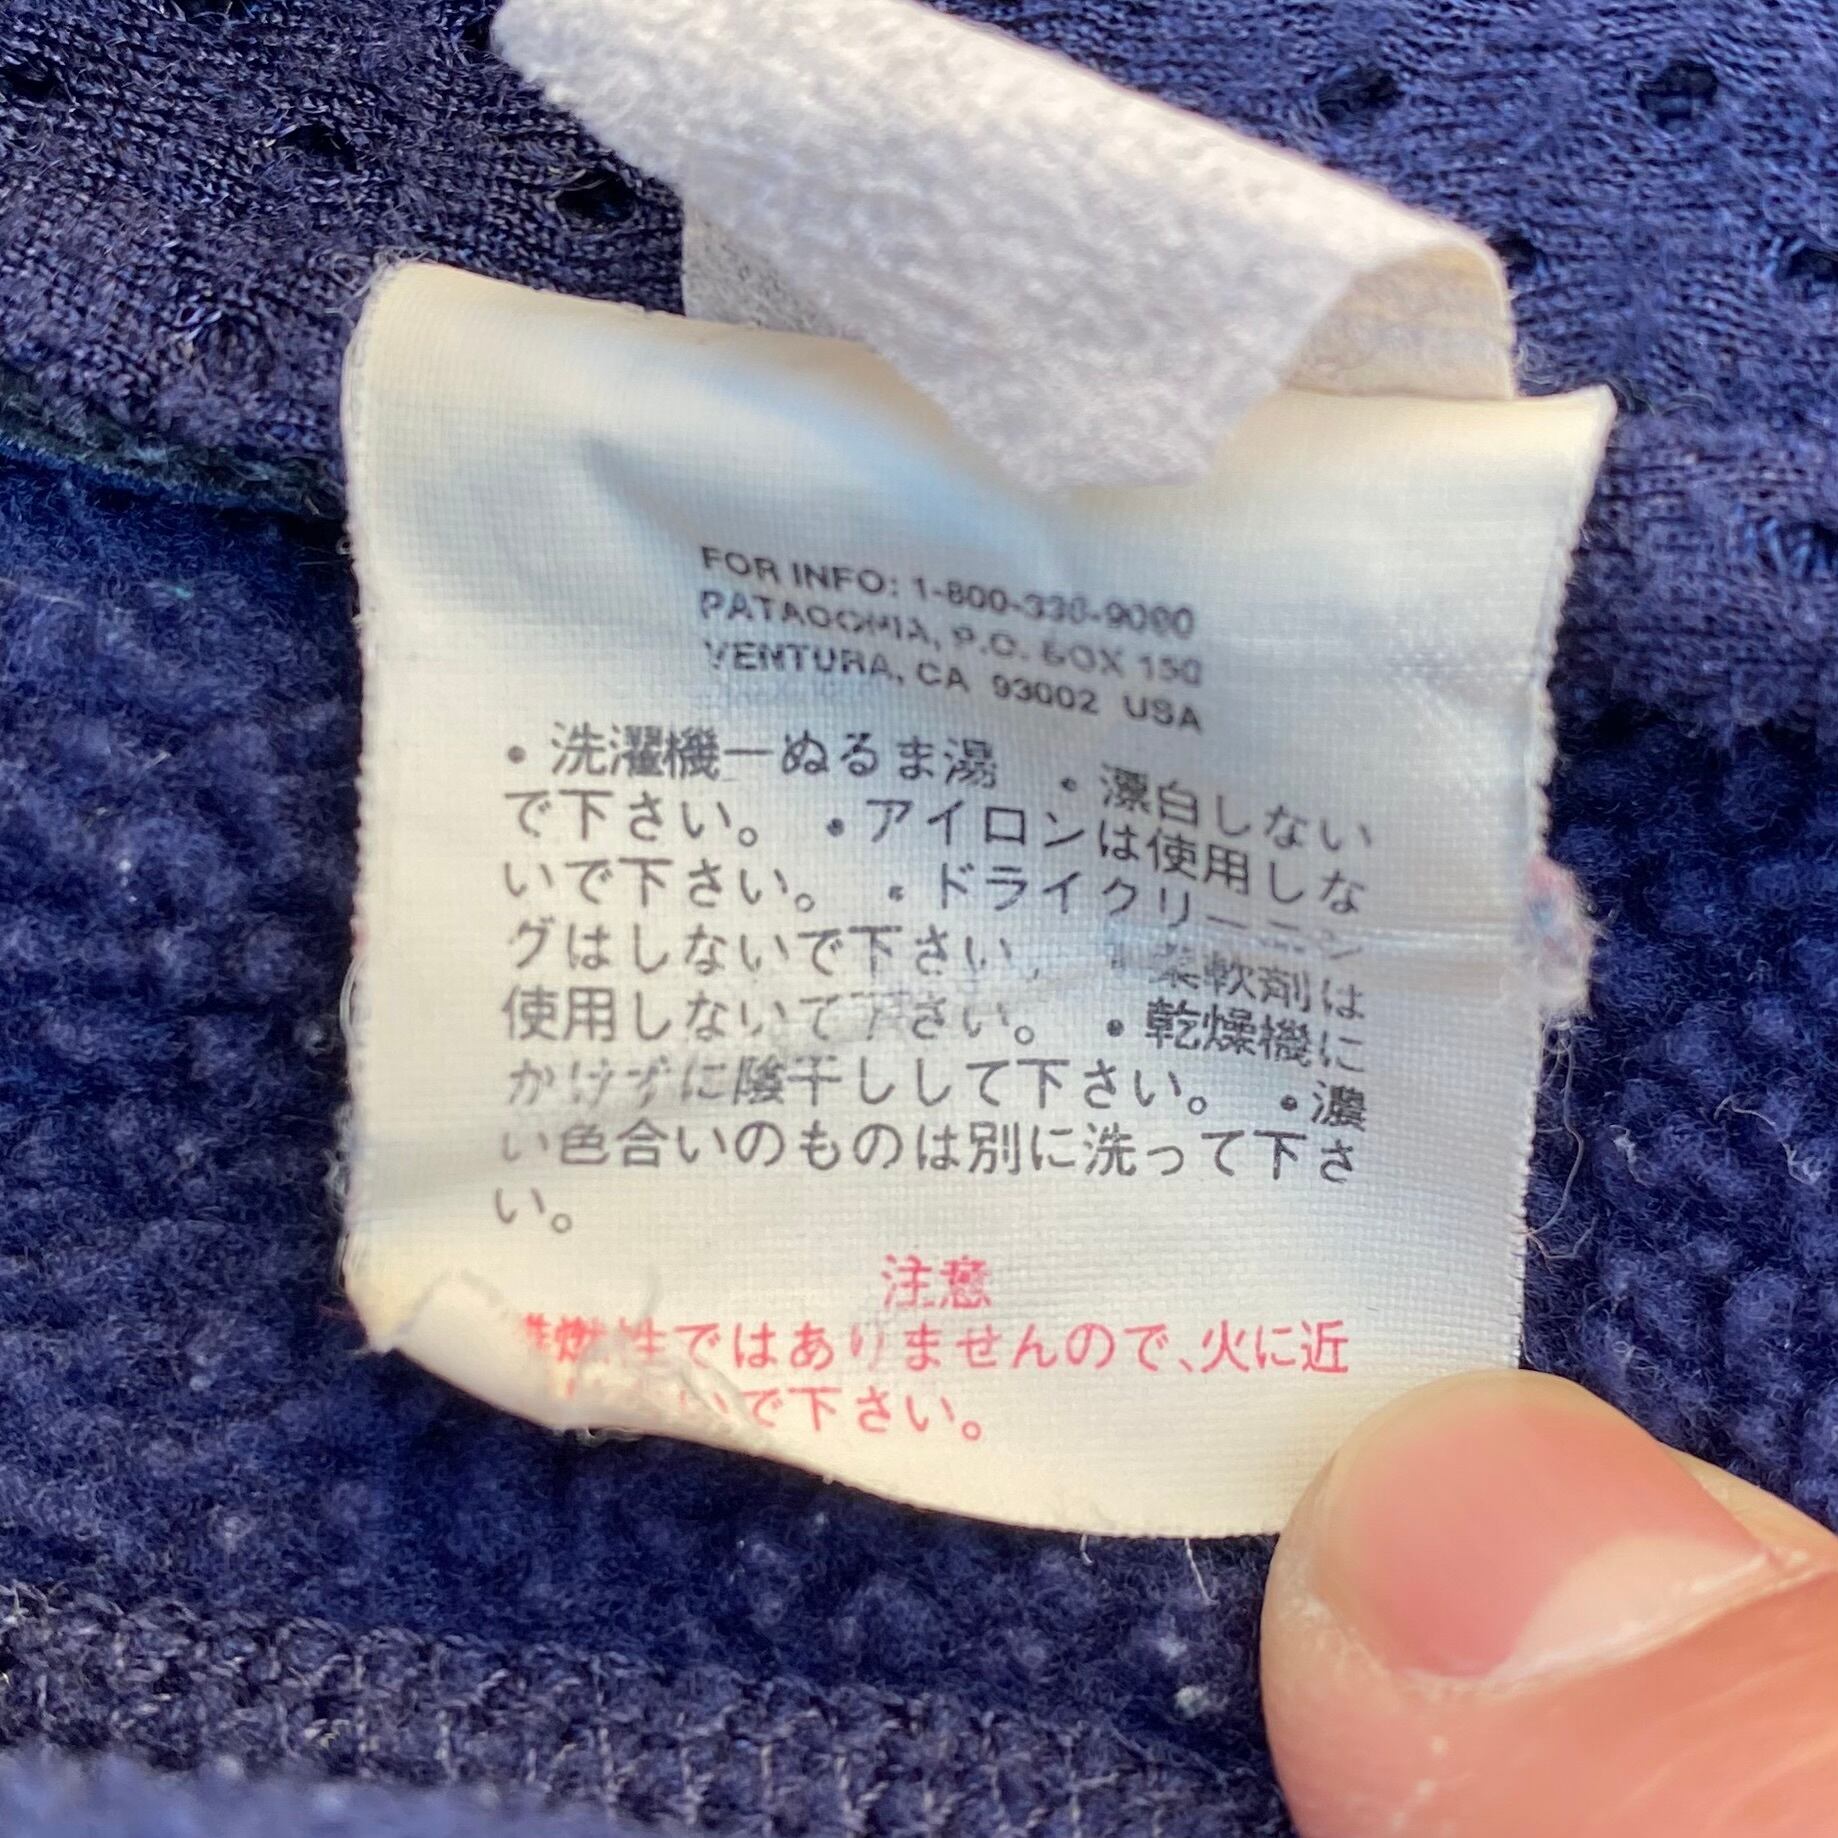 FOR INFO: 1-800-336-9090
PATAGONIA, P.O. BOX 150
VENTURA, CA 93002 USA
・洗濯機ーぬるま湯 ・漂白しない
で下さい。 ・アイロンは使用しな
いで下さい。 ・ドライクリーニン
グはしないで下さい。 ・柔軟剤は
使用しないで下さい。 ・乾燥機に
かけずに陰干しして下さい。 ・濃
い色合いのものは別に洗って下さ
い。
注意
難燃性ではありませんので、火に近
いで下さい。